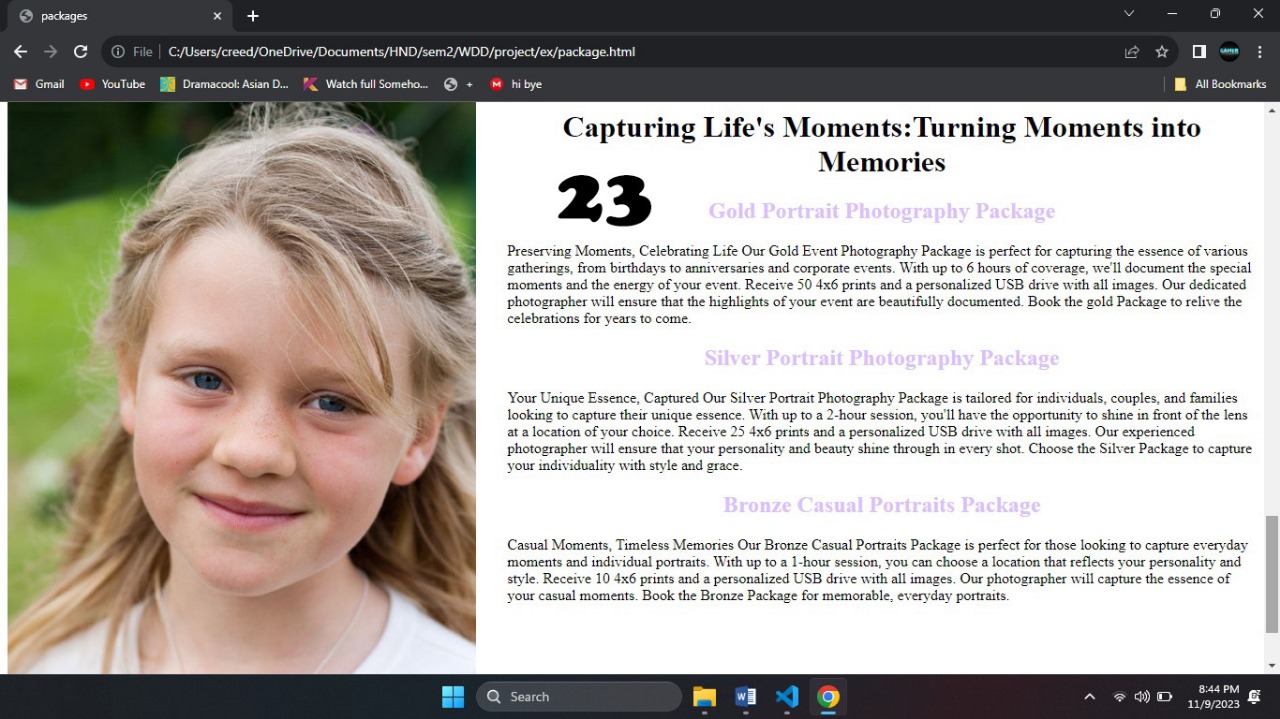 packages
File
C:/Users/creed/OneDrive/Documents/HND/sem2/WDD/project/ex/package.html
GAMER
Gmail
YouTube
Dramacool: Asian D...
Watch full Someho...
+
hi bye
All Bookmarks
Capturing Life's Moments:Turning Moments into
Memories
23
Gold Portrait Photography Package
Preserving Moments, Celebrating Life Our Gold Event Photography Package is perfect for capturing the essence of various
gatherings, from birthdays to anniversaries and corporate events. With up to 6 hours of coverage, we'll document the special
moments and the energy of your event. Receive 50 4x6 prints and a personalized USB drive with all images. Our dedicated
photographer will ensure that the highlights of your event are beautifully documented. Book the gold Package to relive the
celebrations for years to come.
Silver Portrait Photography Package
Your Unique Essence, Captured Our Silver Portrait Photography Package is tailored for individuals, couples, and families
looking to capture their unique essence. With up to a 2-hour session, you'll have the opportunity to shine in front of the lens
at a location of your choice. Receive 25 4x6 prints and a personalized USB drive with all images. Our experienced
photographer will ensure that your personality and beauty shine through in every shot. Choose the Silver Package to capture
your individuality with style and grace.
Bronze Casual Portraits Package
Casual Moments, Timeless Memories Our Bronze Casual Portraits Package is perfect for those looking to capture everyday
moments and individual portraits. With up to a 1-hour session, you can choose a location that reflects your personality and
style. Receive 10 4x6 prints and a personalized USB drive with all images. Our photographer will capture the essence of
your casual moments. Book the Bronze Package for memorable, everyday portraits.
Search
8:44 PM
11/9/2023